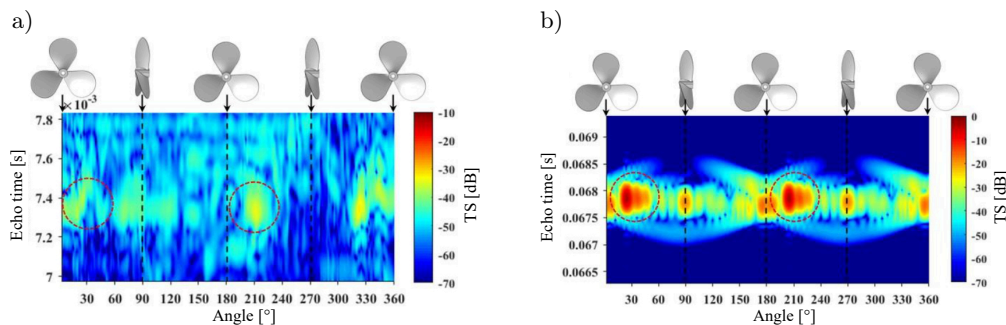 a)
×10⁻³
7.8
7.6
7.4
7.2
7
Echo time [s]
30 90 120 150 180 210 240 270 300 360
Angle [°]
-10
-20
-30
-40
-50
-60
-70
TS [dB]
b)
0.069
0.0685
0.068
0.0675
0.067
0.0665
Echo time [s]
30 60 90 120 150 180 210 240 270 300 330 360
Angle [°]
0
-10
-20
-30
-40
-50
-60
-70
TS [dB]